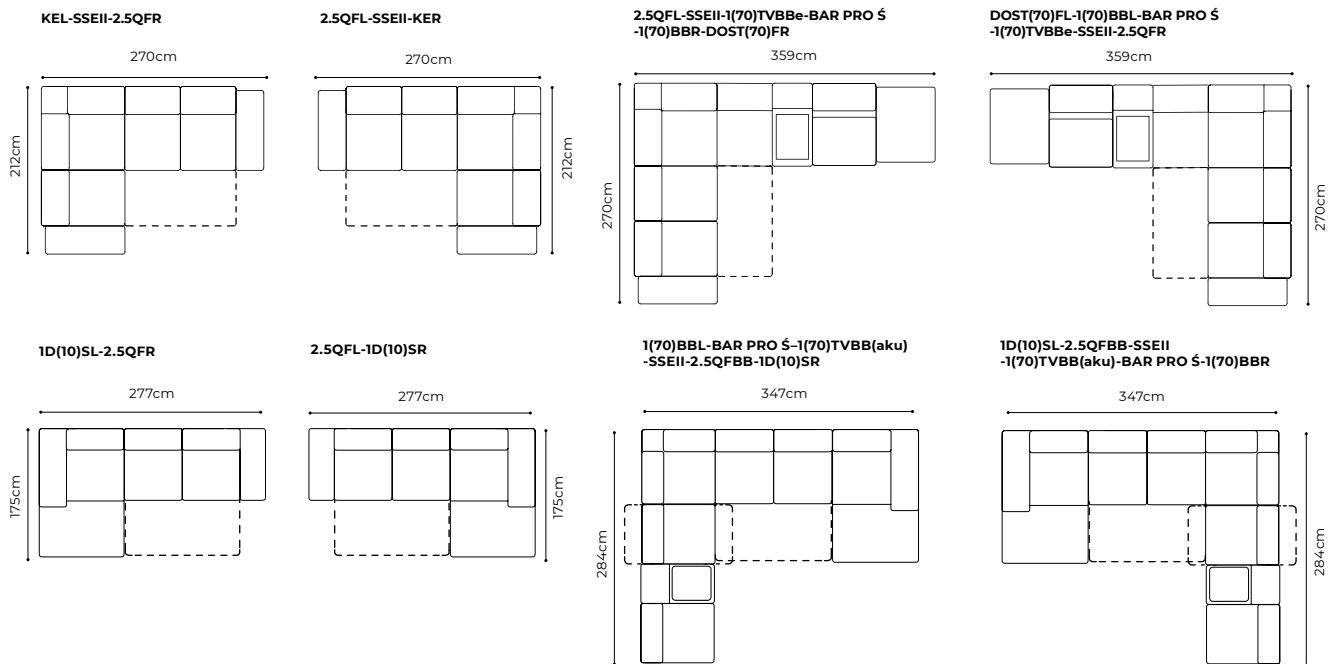 KEL-SSEII-2.5QFR
270cm
212cm
2.5QFL-SSEII-KER
270cm
212cm
2.5QFL-SSEII-1(70)TVBBe-BAR PRO Ś
-1(70)BBR-DOST(70)FR
359cm
270cm
DOST(70)FL-1(70)BBL-BAR PRO Ś
-1(70)TVBBe-SSEII-2.5QFR
359cm
270cm
1D(10)SL-2.5QFR
277cm
175cm
2.5QFL-1D(10)SR
277cm
175cm
1(70)BBL-BAR PRO Ś–1(70)TVBB(aku)
-SSEII-2.5QFBB-1D(10)SR
347cm
284cm
1D(10)SL-2.5QFBB-SSEII
-1(70)TVBB(aku)-BAR PRO Ś-1(70)BBR
347cm
284cm